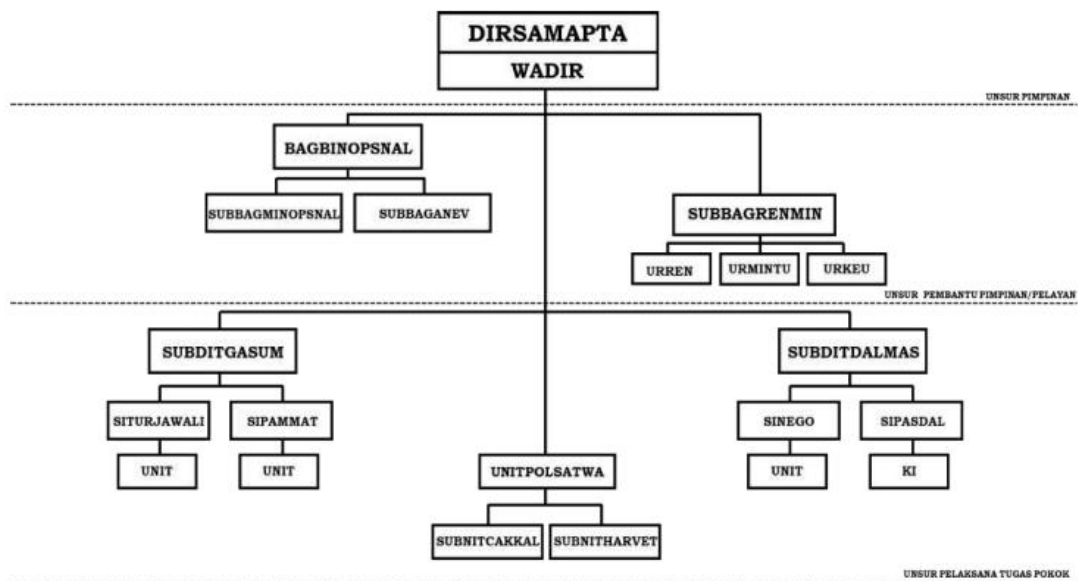 DIRSAMAPTA
WADIR
UNSUR PIMPINAN
BAGBINOPSNAL
SUBBAGMINOPSNAL
SUBBAGANEV
SUBBAGRENMIN
URREN
URMINTU
URKEU
UNSUR PEMBANTU PIMPINAN/PELAYAN
SUBDITGASUM
SUBDITDALMAS
SITURJAWALI
SIPAMMAT
SINEGO
SIPASDAL
UNIT
UNIT
UNIT
KI
UNITPOLSATWA
SUBNITCAKKAL
SUBNITHARVET
UNSUR PELAKSANA TUGAS POKOK